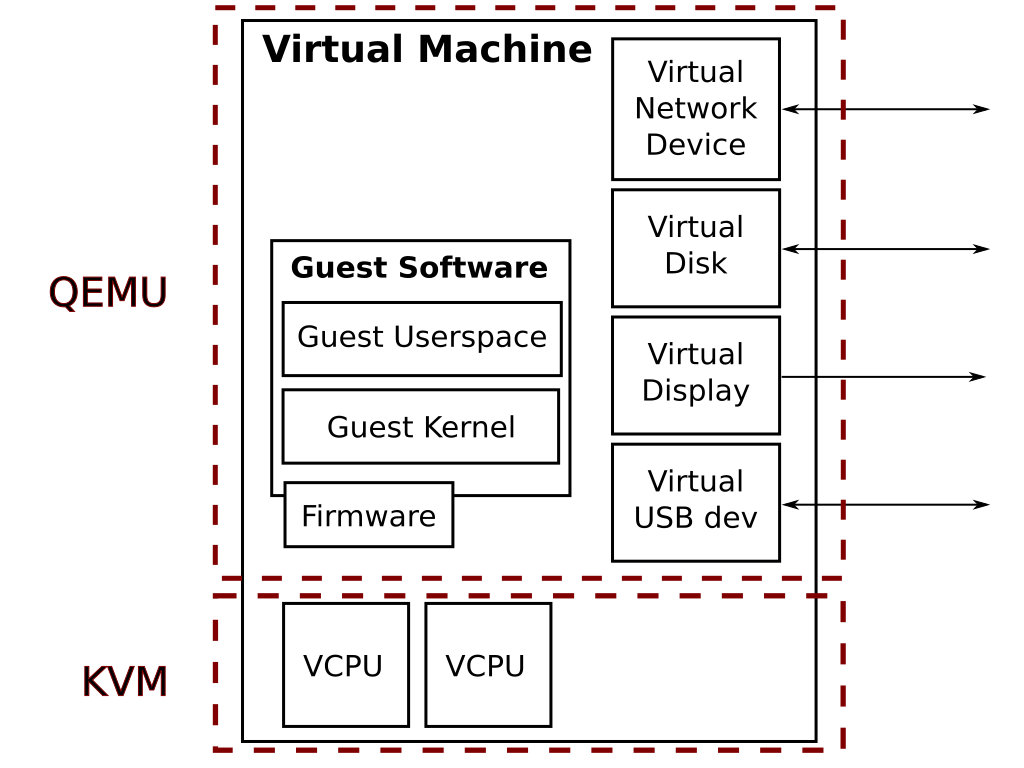 Virtual Machine
Virtual
Network
Device
Virtual
Disk
Guest Software
Guest Userspace
Guest Kernel
Firmware
Virtual
Display
Virtual
USB dev
QEMU
KVM
VCPU
VCPU